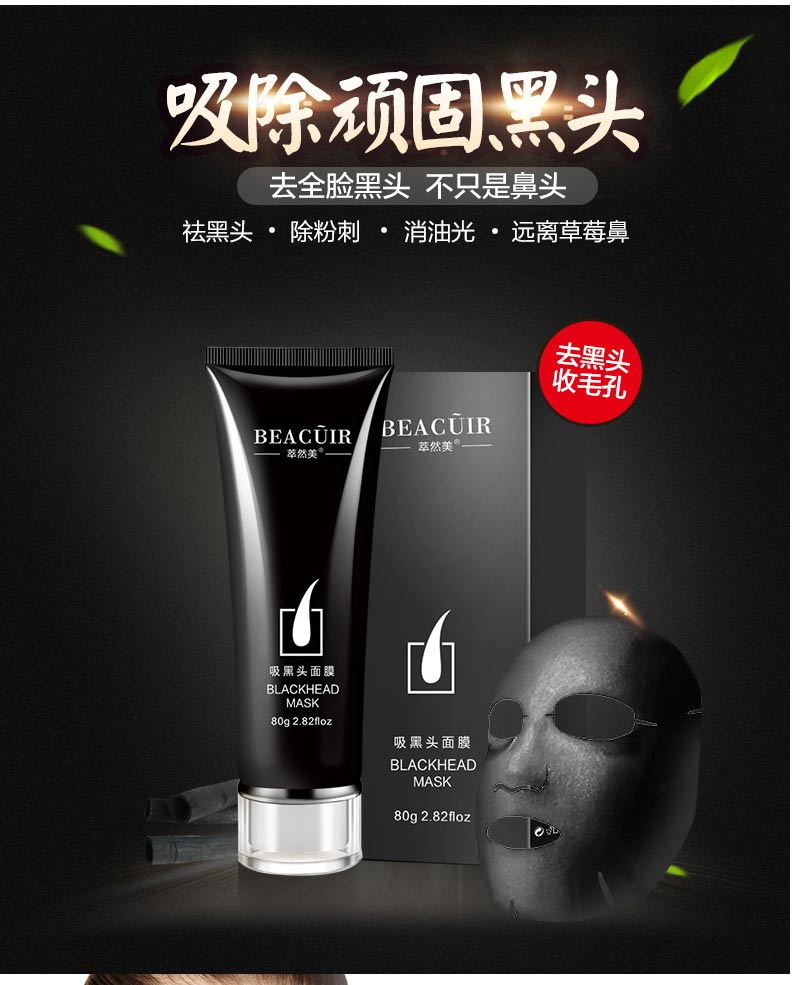 吸除顽固黑头
去全脸黑头 不只是鼻头
祛黑头 • 除粉刺 • 消油光 • 远离草莓鼻
去黑头
收毛孔
BEACŨIR
萃然美®
吸黑头面膜
BLACKHEAD
MASK
80g 2.82floz
BEACŨIR
萃然美®
吸黑头面膜
BLACKHEAD
MASK
80g 2.82floz